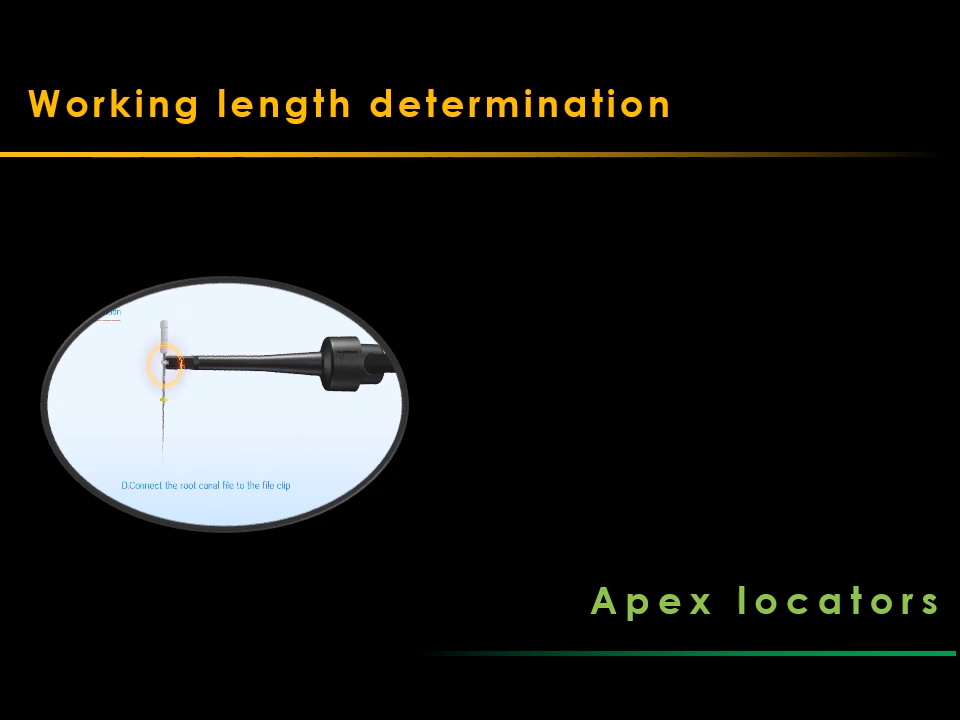 Working length determination
D.Connect the root canal file to the file clip
Apex locators